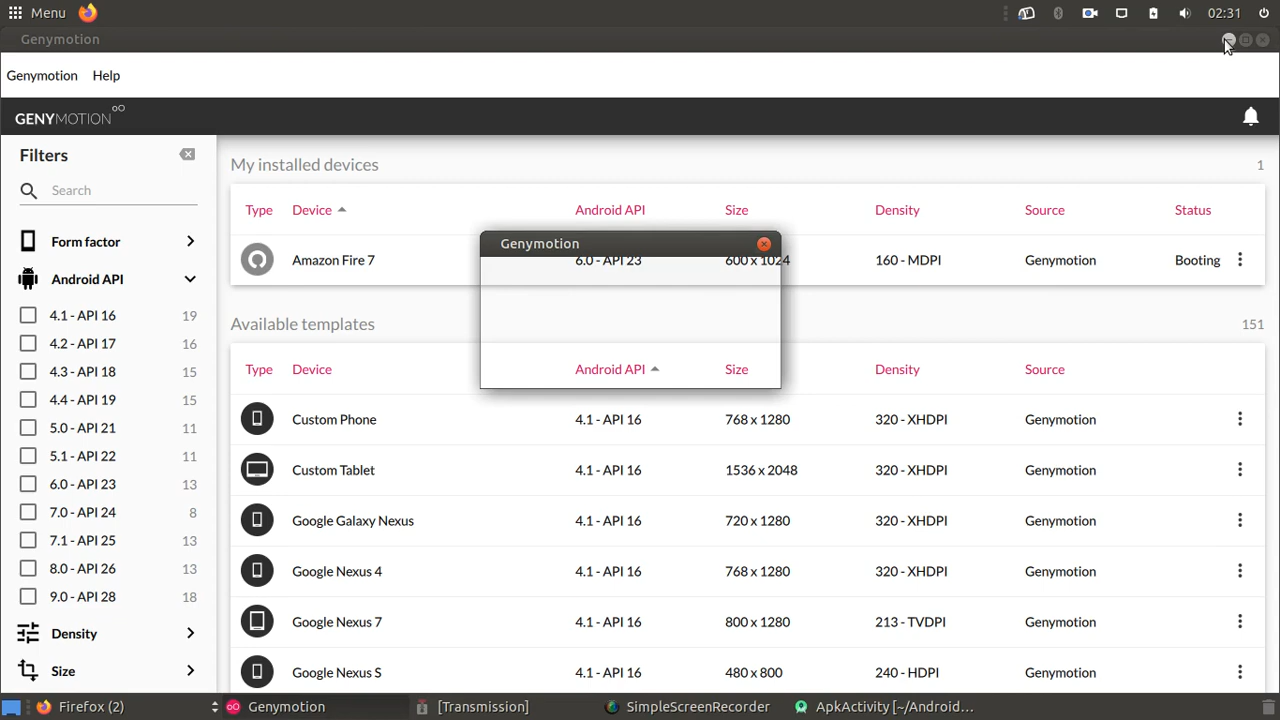 Menu 02:31
Genymotion
Genymotion Help
GENYMOTION
Filters
Search
Form factor
Android API
4.1 - API 16 19
4.2 - API 17 16
4.3 - API 18 15
4.4 - API 19 15
5.0 - API 21 11
5.1 - API 22 11
6.0 - API 23 13
7.0 - API 24 8
7.1 - API 25 13
8.0 - API 26 13
9.0 - API 28 18
Density
Size
My installed devices 1
Type Device Android API Size Density Source Status
Genymotion
Amazon Fire 7 6.0 - API 23 600 x 1024 160 - MDPI Genymotion Booting
Available templates 151
Type Device Android API Size Density Source
Custom Phone 4.1 - API 16 768 x 1280 320 - XHDPI Genymotion
Custom Tablet 4.1 - API 16 1536 x 2048 320 - XHDPI Genymotion
Google Galaxy Nexus 4.1 - API 16 720 x 1280 320 - XHDPI Genymotion
Google Nexus 4 4.1 - API 16 768 x 1280 320 - XHDPI Genymotion
Google Nexus 7 4.1 - API 16 800 x 1280 213 - TVDPI Genymotion
Google Nexus S 4.1 - API 16 480 x 800 240 - HDPI Genymotion
Firefox (2) Genymotion [Transmission] SimpleScreenRecorder ApkActivity [~/Android...